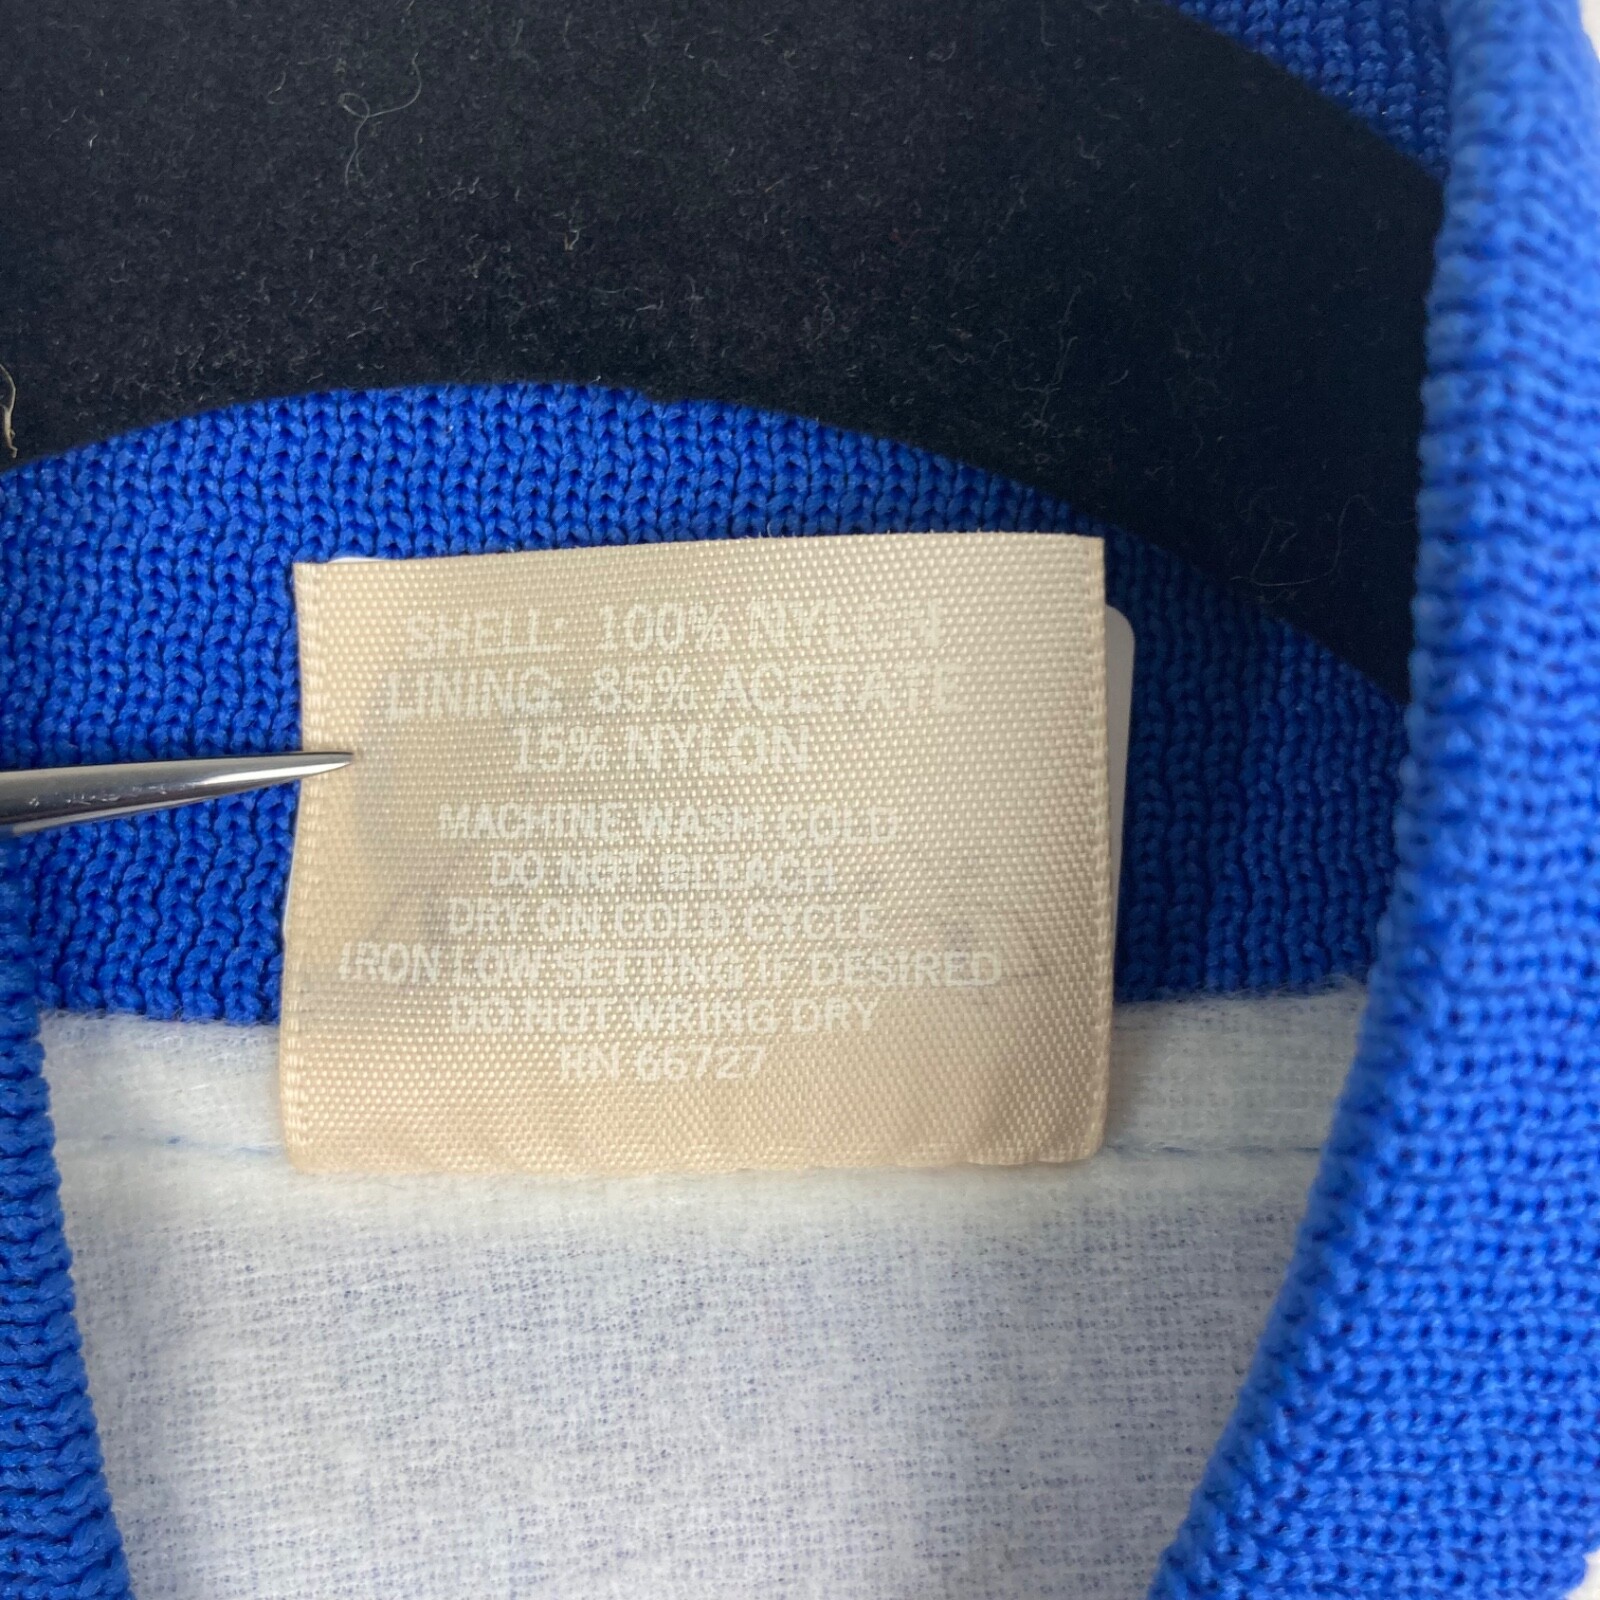 SHELL: 100% NYLON
LINING: 85% ACETATE
15% NYLON
MACHINE WASH COLD
DO NOT BLEACH
DRY ON COLD CYCLE
IRON LOW SETTING IF DESIRED
DO NOT WRING DRY
RN 66727